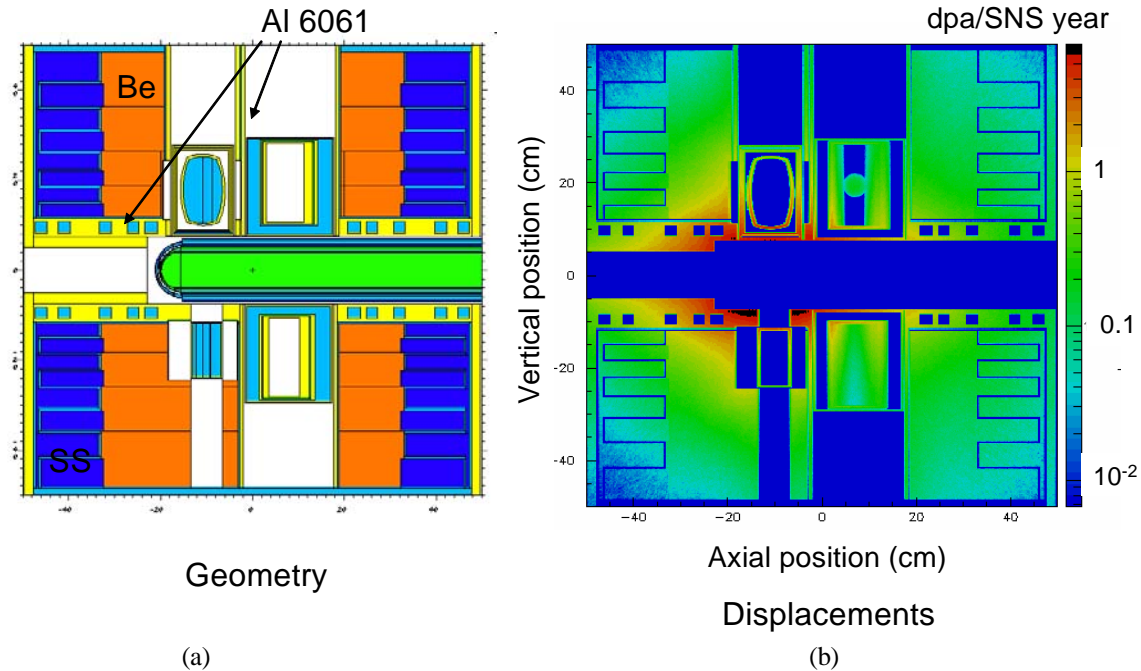 Al 6061
dpa/SNS year
Be
SS
Vertical position (cm)
40
20
0
-20
-40
1
0.1
10-2
-40
-20
0
20
40
-40
-20
0
20
40
Axial position (cm)
Geometry
Displacements
(a)
(b)